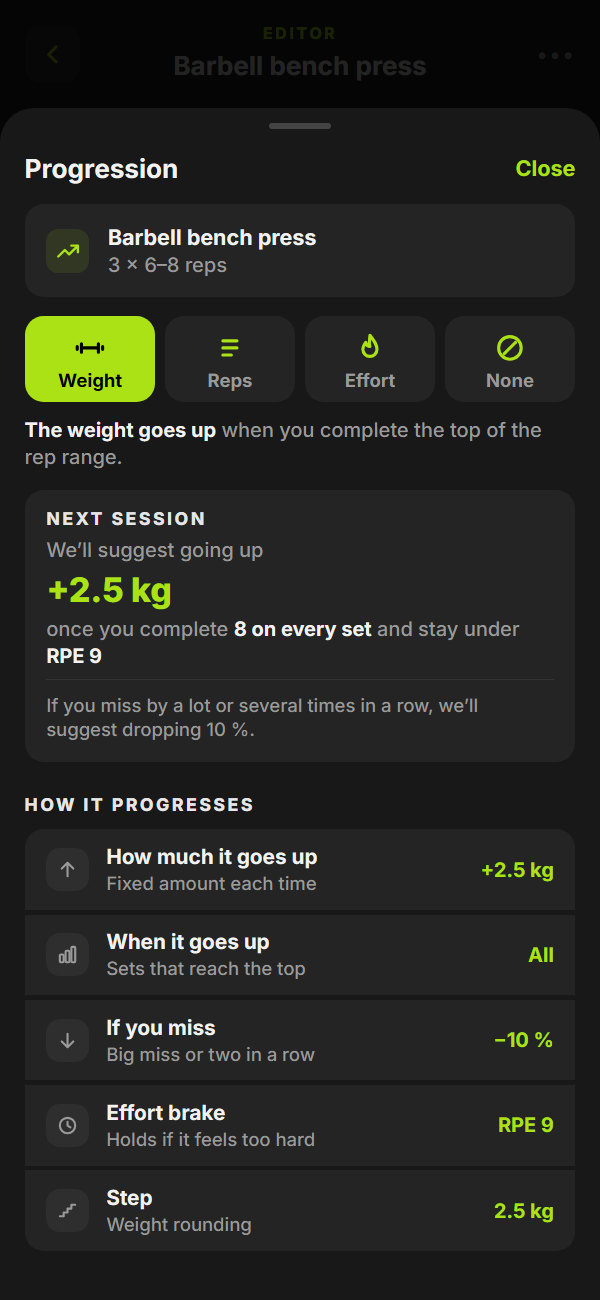 EDITOR
Barbell bench press
Progression
Close
Barbell bench press
3 × 6–8 reps
Weight
Reps
Effort
None
The weight goes up when you complete the top of the
rep range.
NEXT SESSION
We’ll suggest going up
+2.5 kg
once you complete 8 on every set and stay under
RPE 9
If you miss by a lot or several times in a row, we’ll
suggest dropping 10 %.
HOW IT PROGRESSES
How much it goes up
Fixed amount each time
+2.5 kg
When it goes up
Sets that reach the top
All
If you miss
Big miss or two in a row
−10 %
Effort brake
Holds if it feels too hard
RPE 9
Step
Weight rounding
2.5 kg